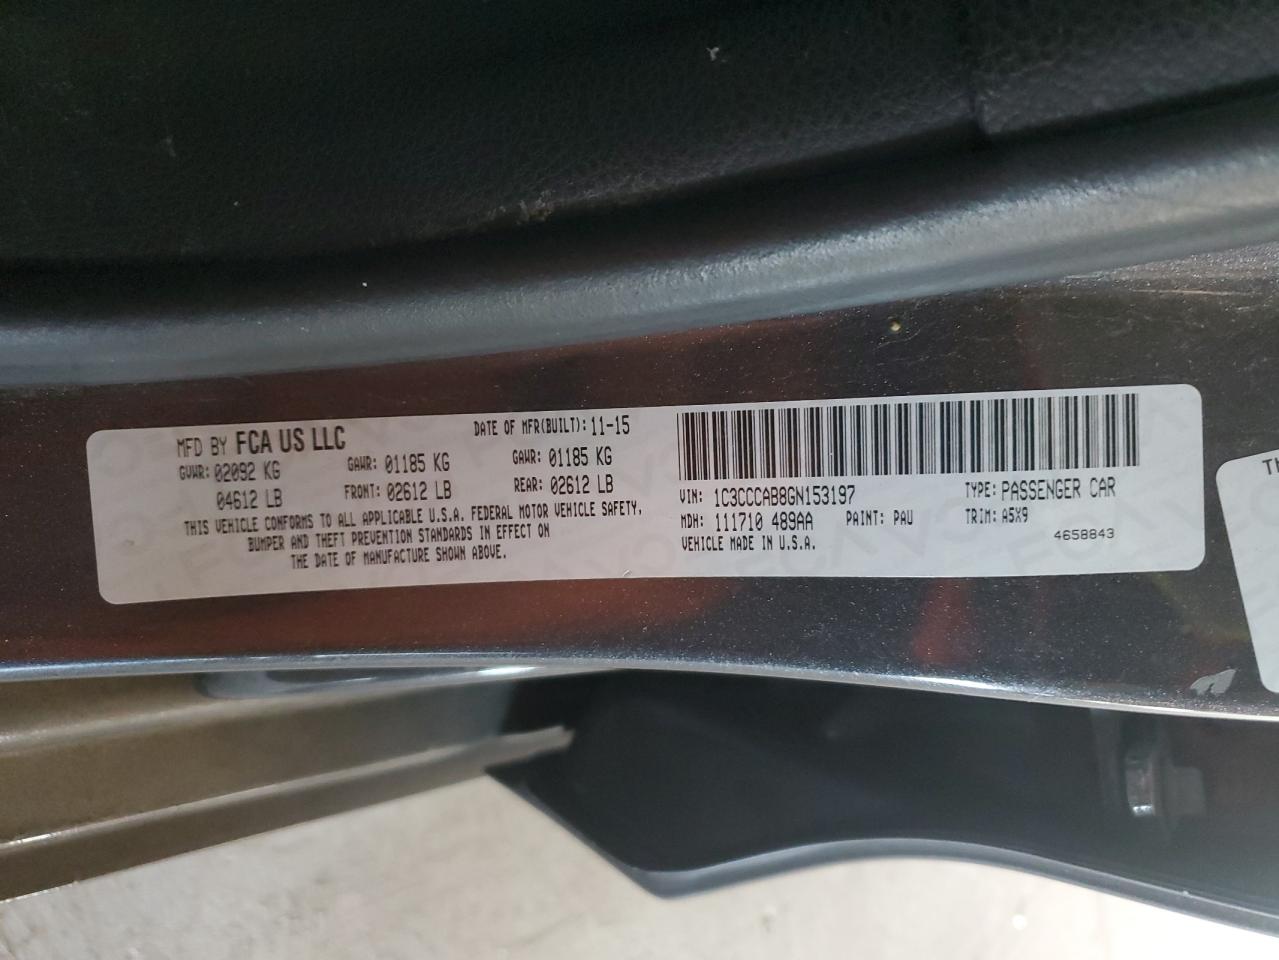 MFD BY FCA US LLC
DATE OF MFR(BUILT): 11-15
GVWR: 02092 KG
GAWR: 01185 KG
GAWR: 01185 KG
04612 LB
FRONT: 02612 LB
REAR: 02612 LB
THIS VEHICLE CONFORMS TO ALL APPLICABLE U.S.A. FEDERAL MOTOR VEHICLE SAFETY,
BUMPER AND THEFT PREVENTION STANDARDS IN EFFECT ON
THE DATE OF MANUFACTURE SHOWN ABOVE.
VIN: 1C3CCCAB8GN153197
TYPE: PASSENGER CAR
MDH: 111710 489AA
PAINT: PAU
TRIM: A5X9
VEHICLE MADE IN U.S.A.
4658843